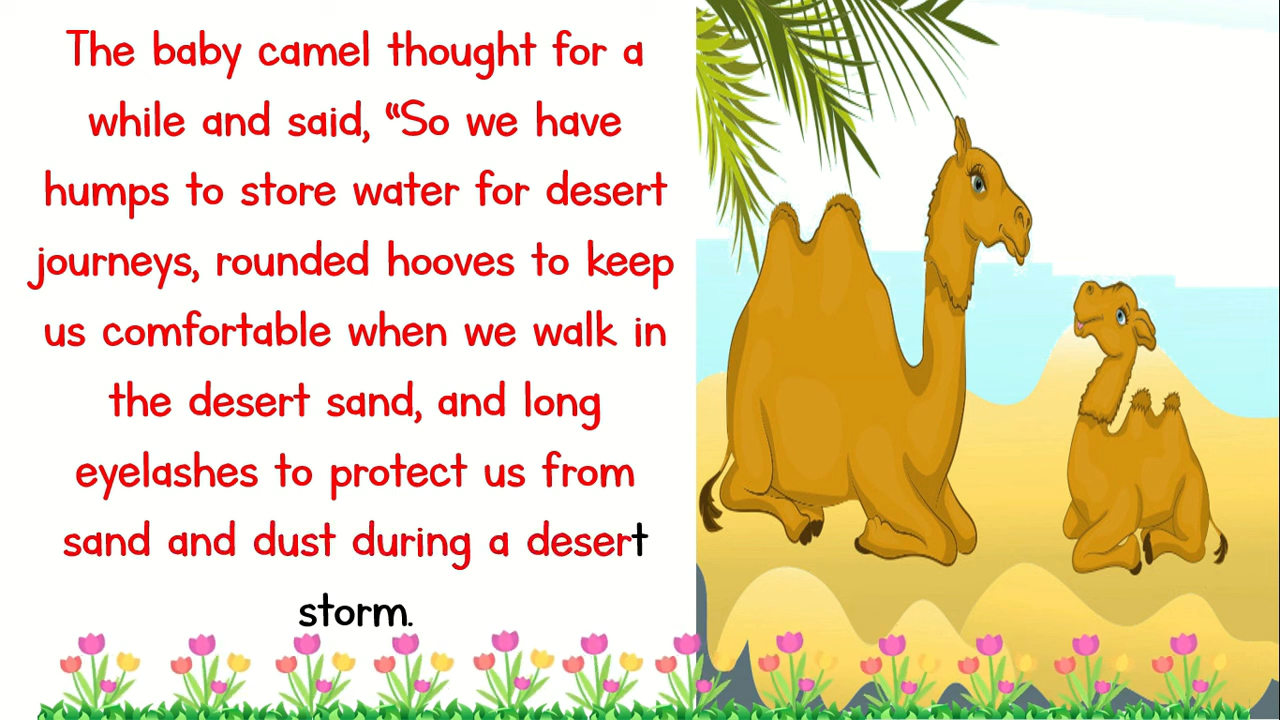 The baby camel thought for a
while and said, “So we have
humps to store water for desert
journeys, rounded hooves to keep
us comfortable when we walk in
the desert sand, and long
eyelashes to protect us from
sand and dust during a desert
storm.